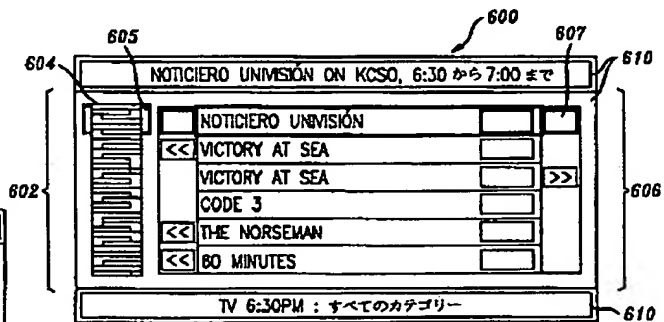 600
605
607
604
610
NOTICIERO UNIVISIÓN ON KCSO, 6:30 から 7:00 まで
NOTICIERO UNIVISIÓN
<< VICTORY AT SEA
VICTORY AT SEA >>
602
606
CODE 3
<< THE NORSEMAN
<< 60 MINUTES
TV 6:30PM : すべてのカテゴリー
610